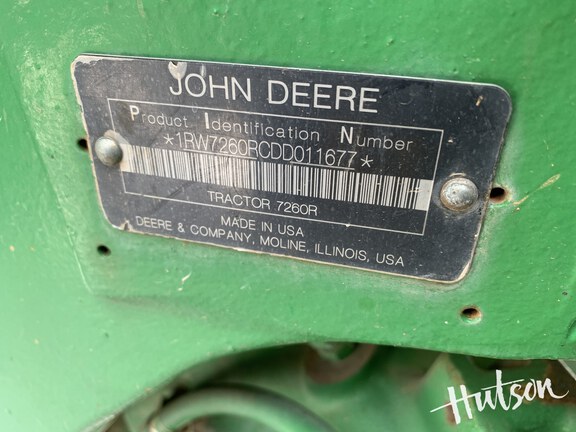 JOHN DEERE
Product Identification Number
*1RW7260RCDD011677*
TRACTOR 7260R
MADE IN USA
DEERE & COMPANY, MOLINE, ILLINOIS, USA
Hutson